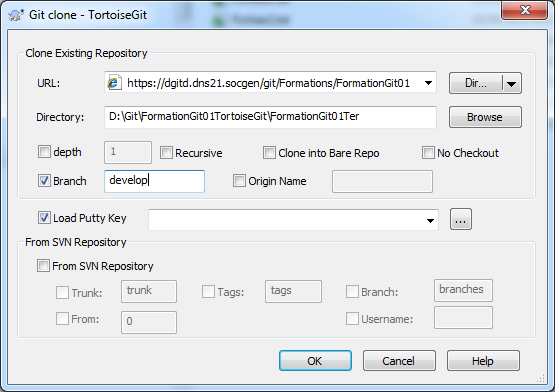 Git clone - TortoiseGit
Clone Existing Repository
URL: https://dgitd.dns21.socgen/git/Formations/FormationGit01 Dir...
Directory: D:\Git\FormationGit01TortoiseGit\FormationGit01Ter Browse
depth 1 Recursive Clone into Bare Repo No Checkout
Branch develop Origin Name
Load Putty Key ...
From SVN Repository
From SVN Repository
Trunk: trunk Tags: tags Branch: branches
From: 0 Username:
OK Cancel Help